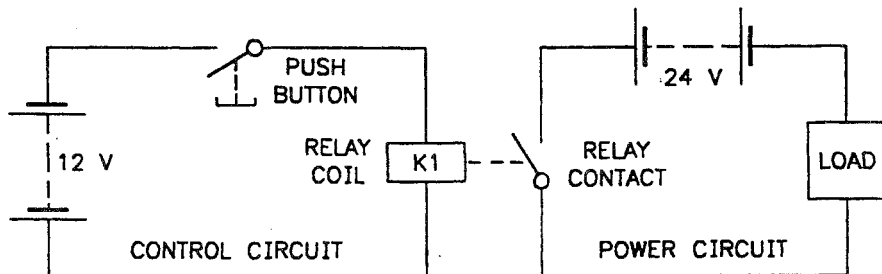 PUSH
BUTTON
24 V
12 V
RELAY
COIL
K1
RELAY
CONTACT
LOAD
CONTROL CIRCUIT
POWER CIRCUIT